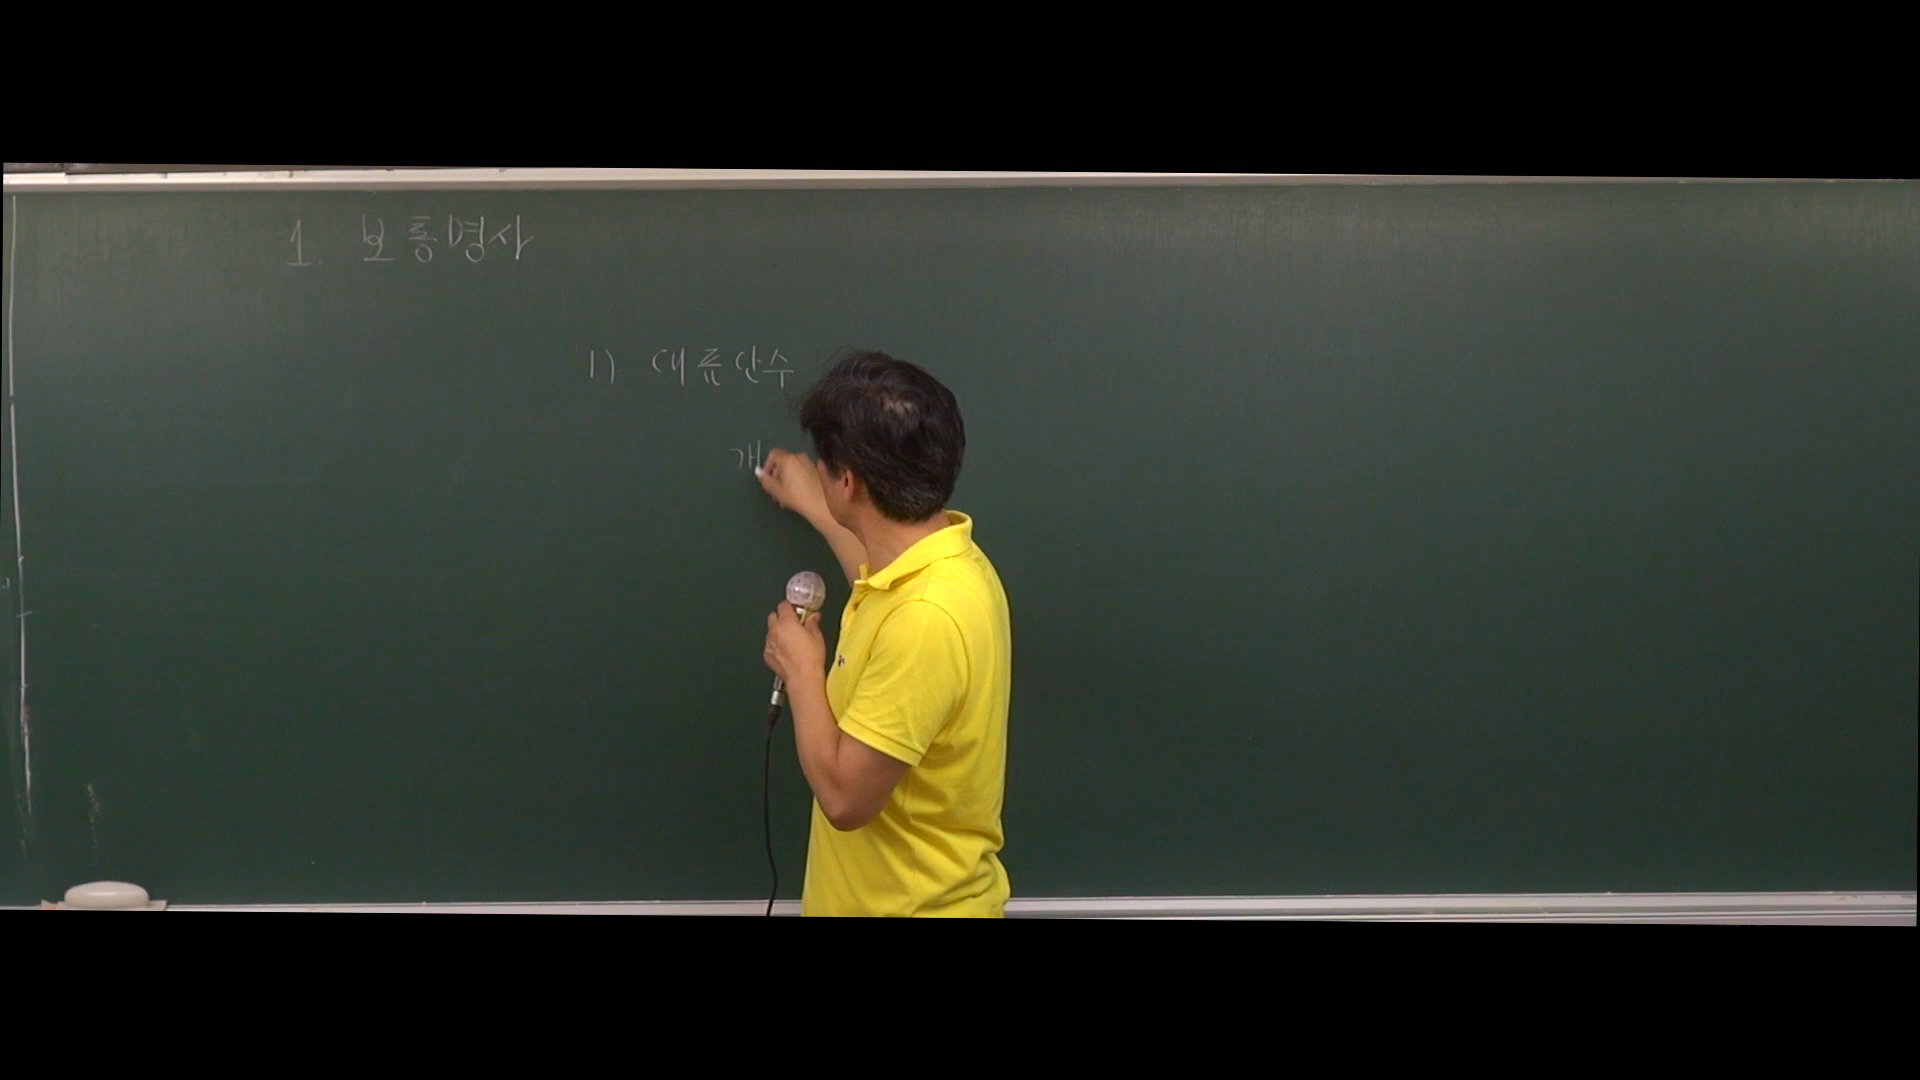 1. 보통명사
1) 대표단수
개